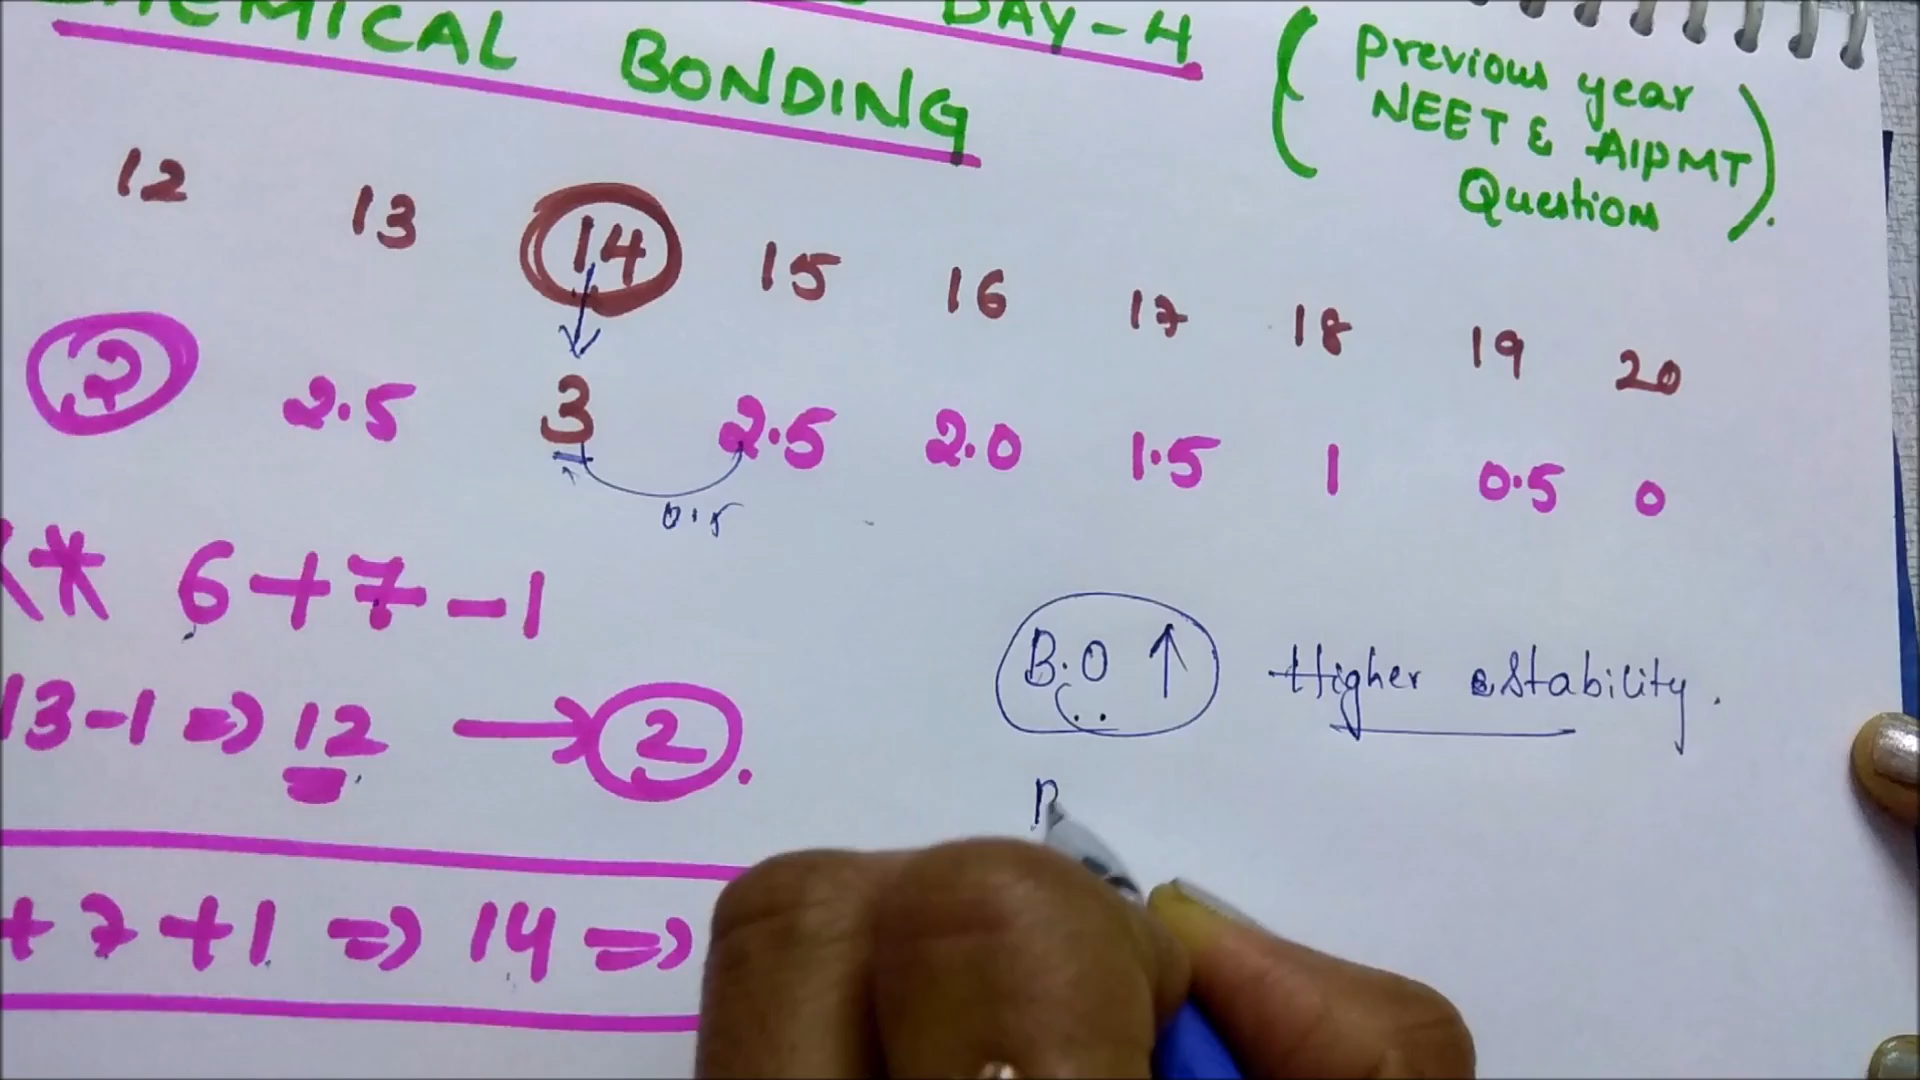 CHEMICAL BONDING DAY-4
(Previous year
NEET & AIPMT
Questions).
12 13 14 15 16 17 18 19 20
2 2.5 3 2.5 2.0 1.5 1 0.5 0
0.5
** 6+7-1
13-1 => 12 → 2.
+7+1 => 14 =>
B.O ↑ Higher Stability.